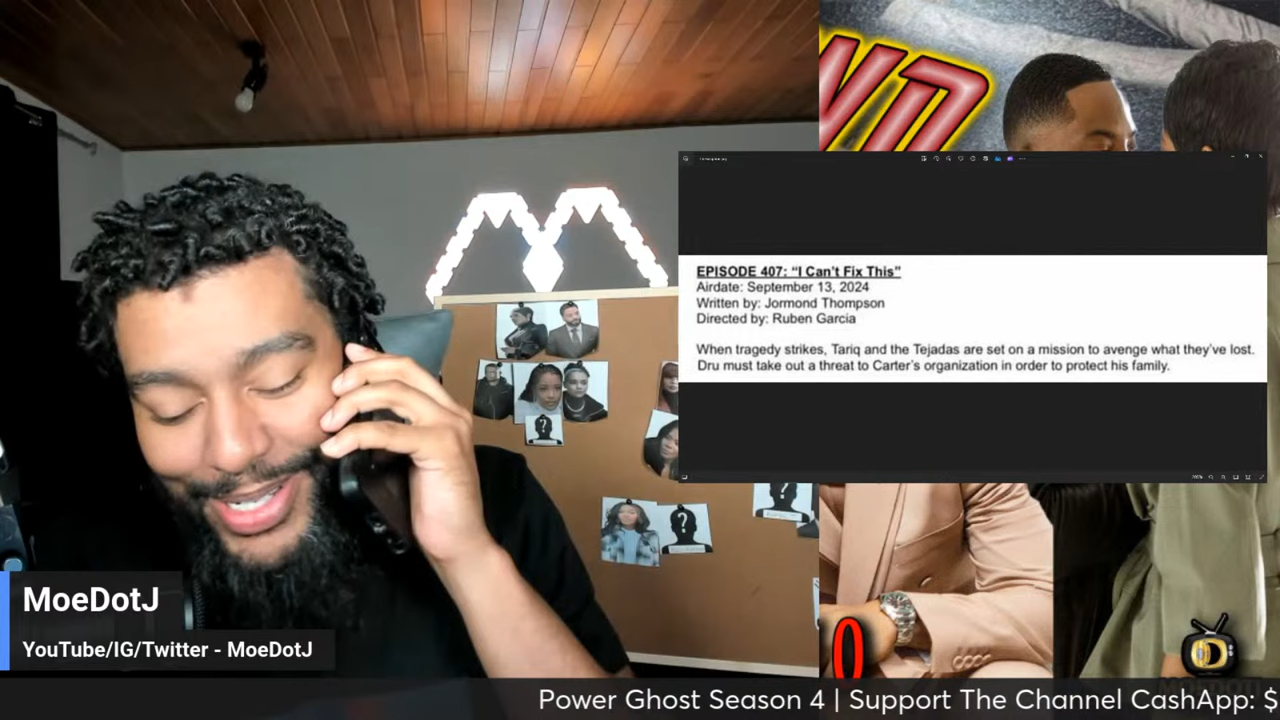 EPISODE 407: “I Can’t Fix This”
Airdate: September 13, 2024
Written by: Jormond Thompson
Directed by: Ruben Garcia
When tragedy strikes, Tariq and the Tejadas are set on a mission to avenge what they’ve lost.
Dru must take out a threat to Carter’s organization in order to protect his family.
MoeDotJ
YouTube/IG/Twitter - MoeDotJ
Power Ghost Season 4 | Support The Channel CashApp: $